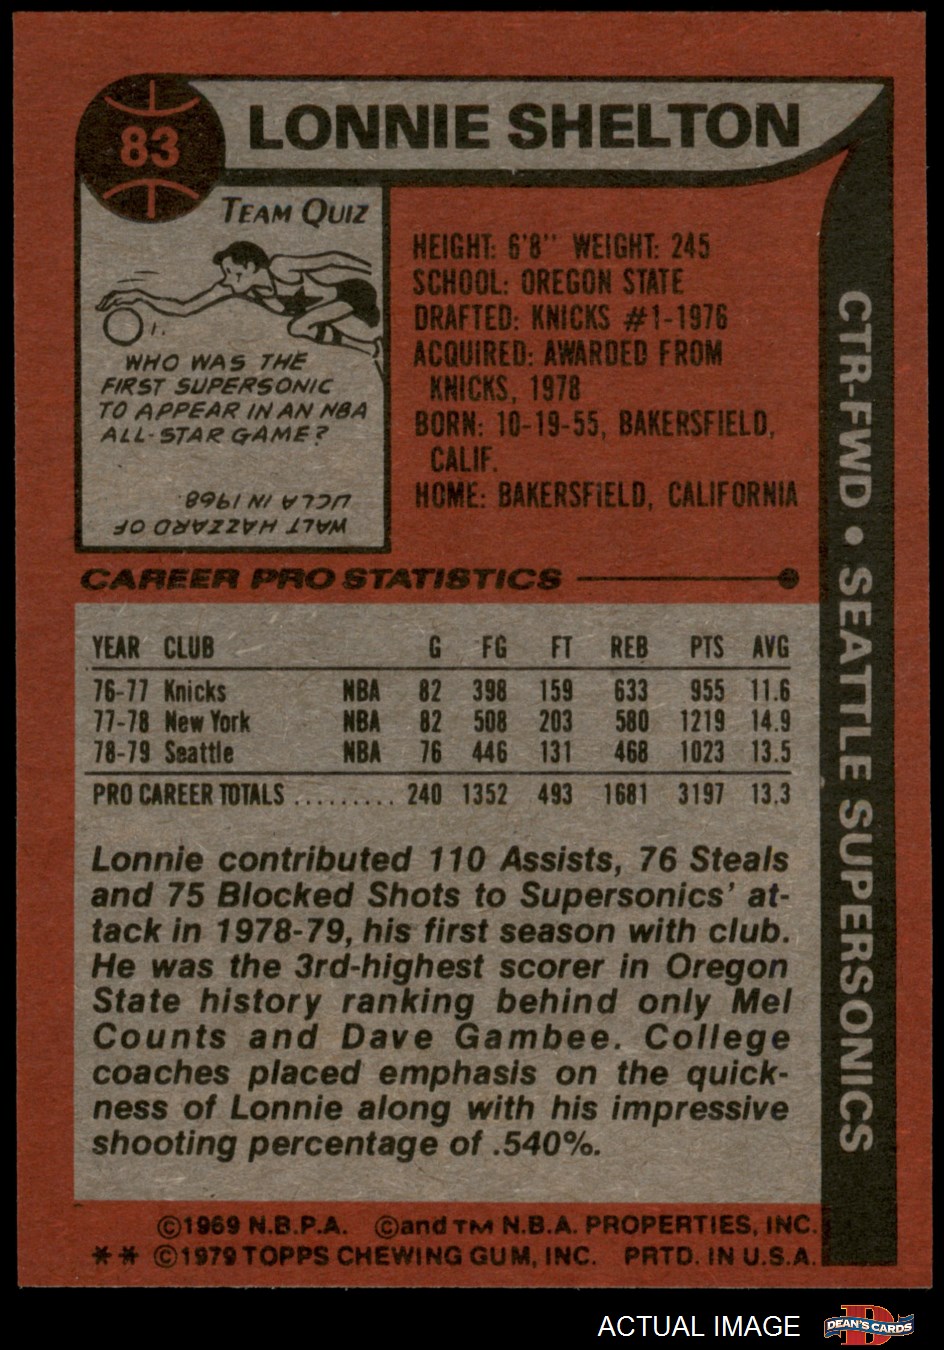 83
LONNIE SHELTON
TEAM QUIZ
WHO WAS THE
FIRST SUPERSONIC
TO APPEAR IN AN NBA
ALL-STAR GAME?
WALT HAZZARD OF
UCLA IN 1968
HEIGHT: 6'8" WEIGHT: 245
SCHOOL: OREGON STATE
DRAFTED: KNICKS #1-1976
ACQUIRED: AWARDED FROM
KNICKS, 1978
BORN: 10-19-55, BAKERSFIELD,
CALIF.
HOME: BAKERSFIELD, CALIFORNIA
CTR-FWD • SEATTLE SUPERSONICS
CAREER PRO STATISTICS
YEAR CLUB G FG FT REB PTS AVG
76-77 Knicks NBA 82 398 159 633 955 11.6
77-78 New York NBA 82 508 203 580 1219 14.9
78-79 Seattle NBA 76 446 131 468 1023 13.5
PRO CAREER TOTALS ......... 240 1352 493 1681 3197 13.3
Lonnie contributed 110 Assists, 76 Steals
and 75 Blocked Shots to Supersonics' at-
tack in 1978-79, his first season with club.
He was the 3rd-highest scorer in Oregon
State history ranking behind only Mel
Counts and Dave Gambee. College
coaches placed emphasis on the quick-
ness of Lonnie along with his impressive
shooting percentage of .540%.
©1969 N.B.P.A. ©and TM N.B.A. PROPERTIES, INC.
** ©1979 TOPPS CHEWING GUM, INC. PRTD. IN U.S.A.
ACTUAL IMAGE
D
DEAN'S CARDS